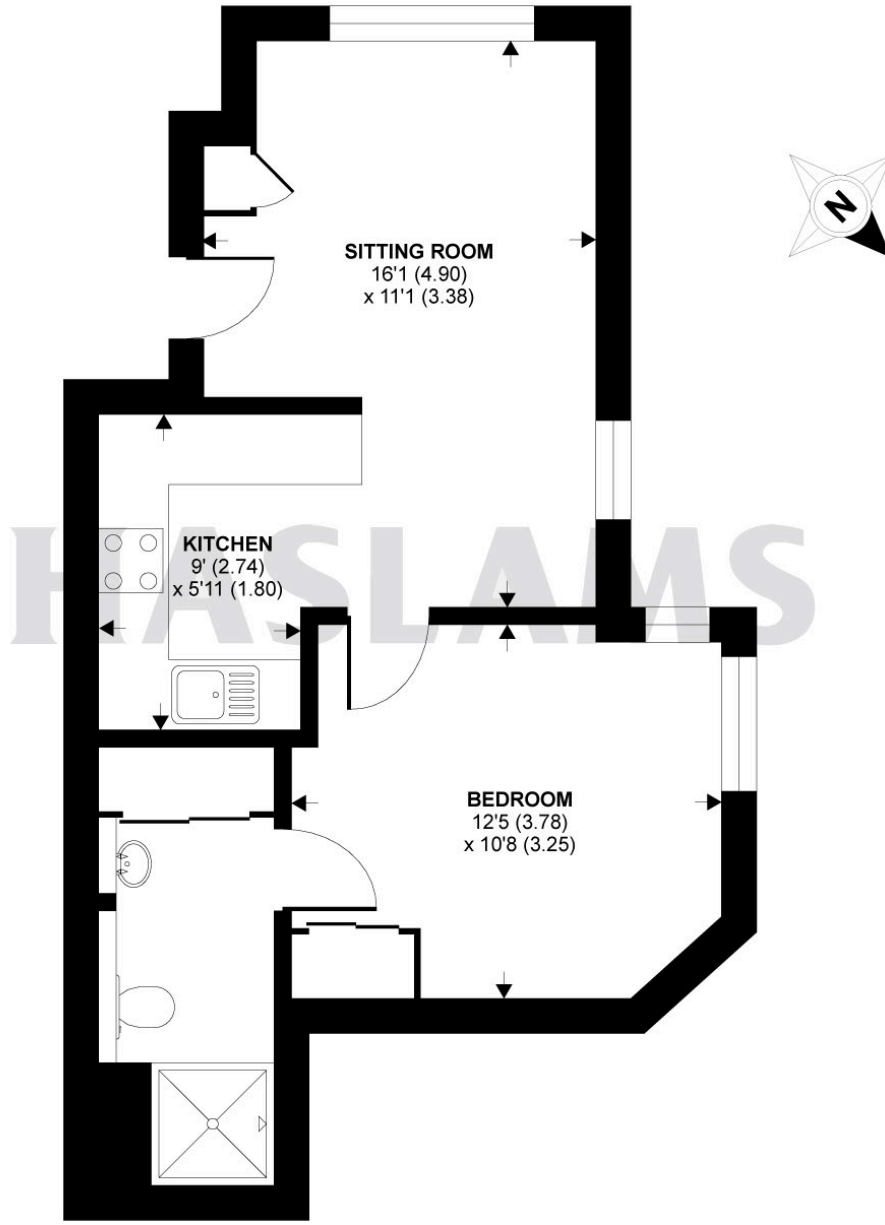 N
SITTING ROOM
16'1 (4.90)
x 11'1 (3.38)
HASLAMS
KITCHEN
9' (2.74)
x 5'11 (1.80)
BEDROOM
12'5 (3.78)
x 10'8 (3.25)